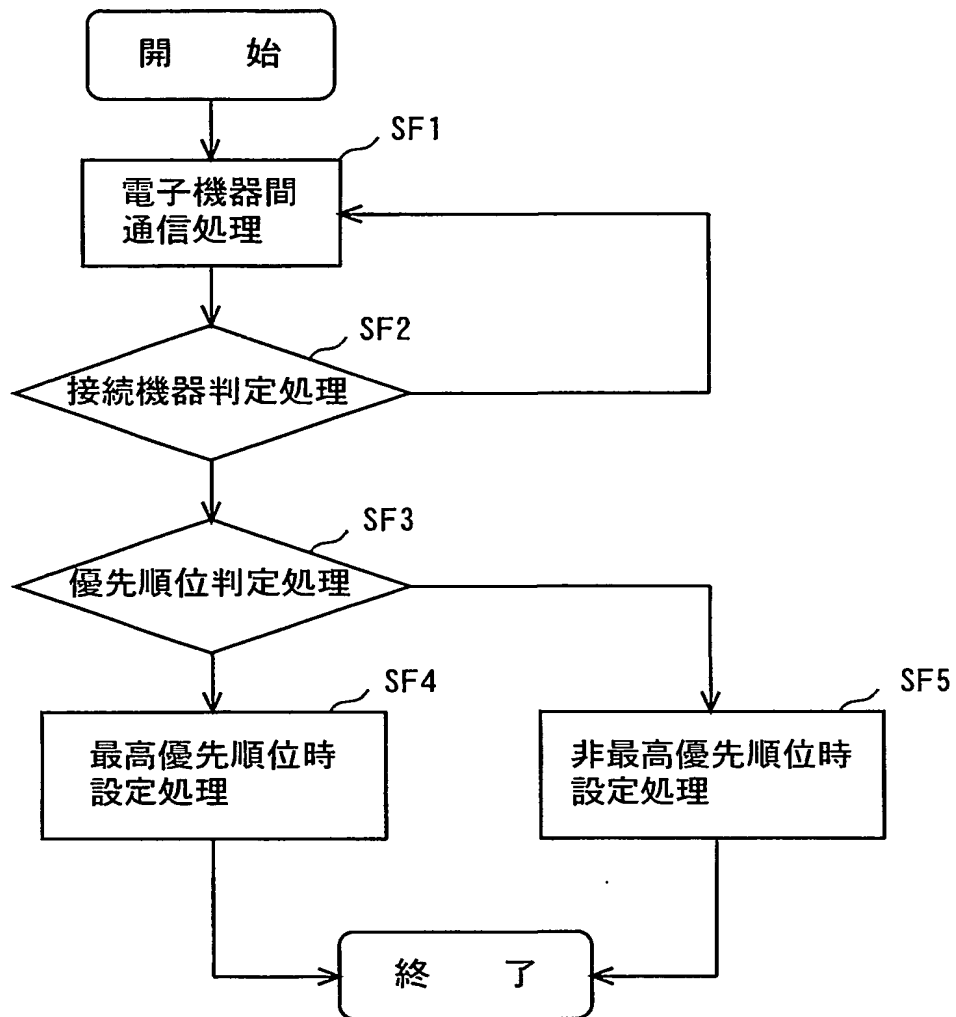 開 始
SF1
電子機器間
通信処理
SF2
接続機器判定処理
SF3
優先順位判定処理
SF4
最高優先順位時
設定処理
SF5
非最高優先順位時
設定処理
終 了